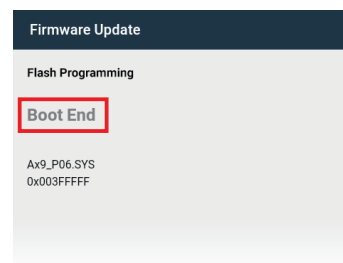 Firmware Update
Flash Programming
Boot End
Ax9_P06.SYS
0x003FFFFF